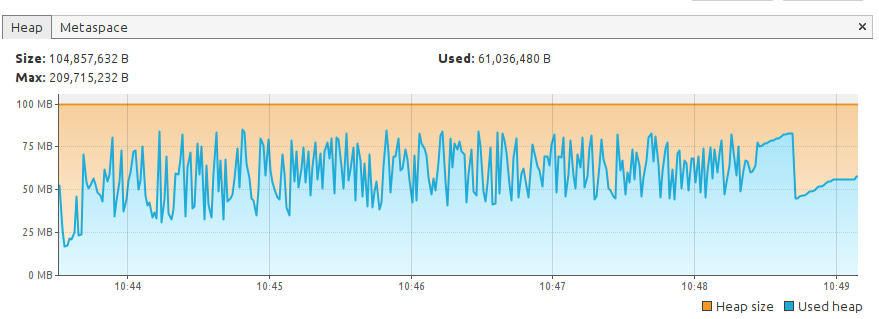 Heap Metaspace ×
Size: 104,857,632 B Used: 61,036,480 B
Max: 209,715,232 B
100 MB
75 MB
50 MB
25 MB
0 MB
10:44 10:45 10:46 10:47 10:48 10:49
Heap size Used heap